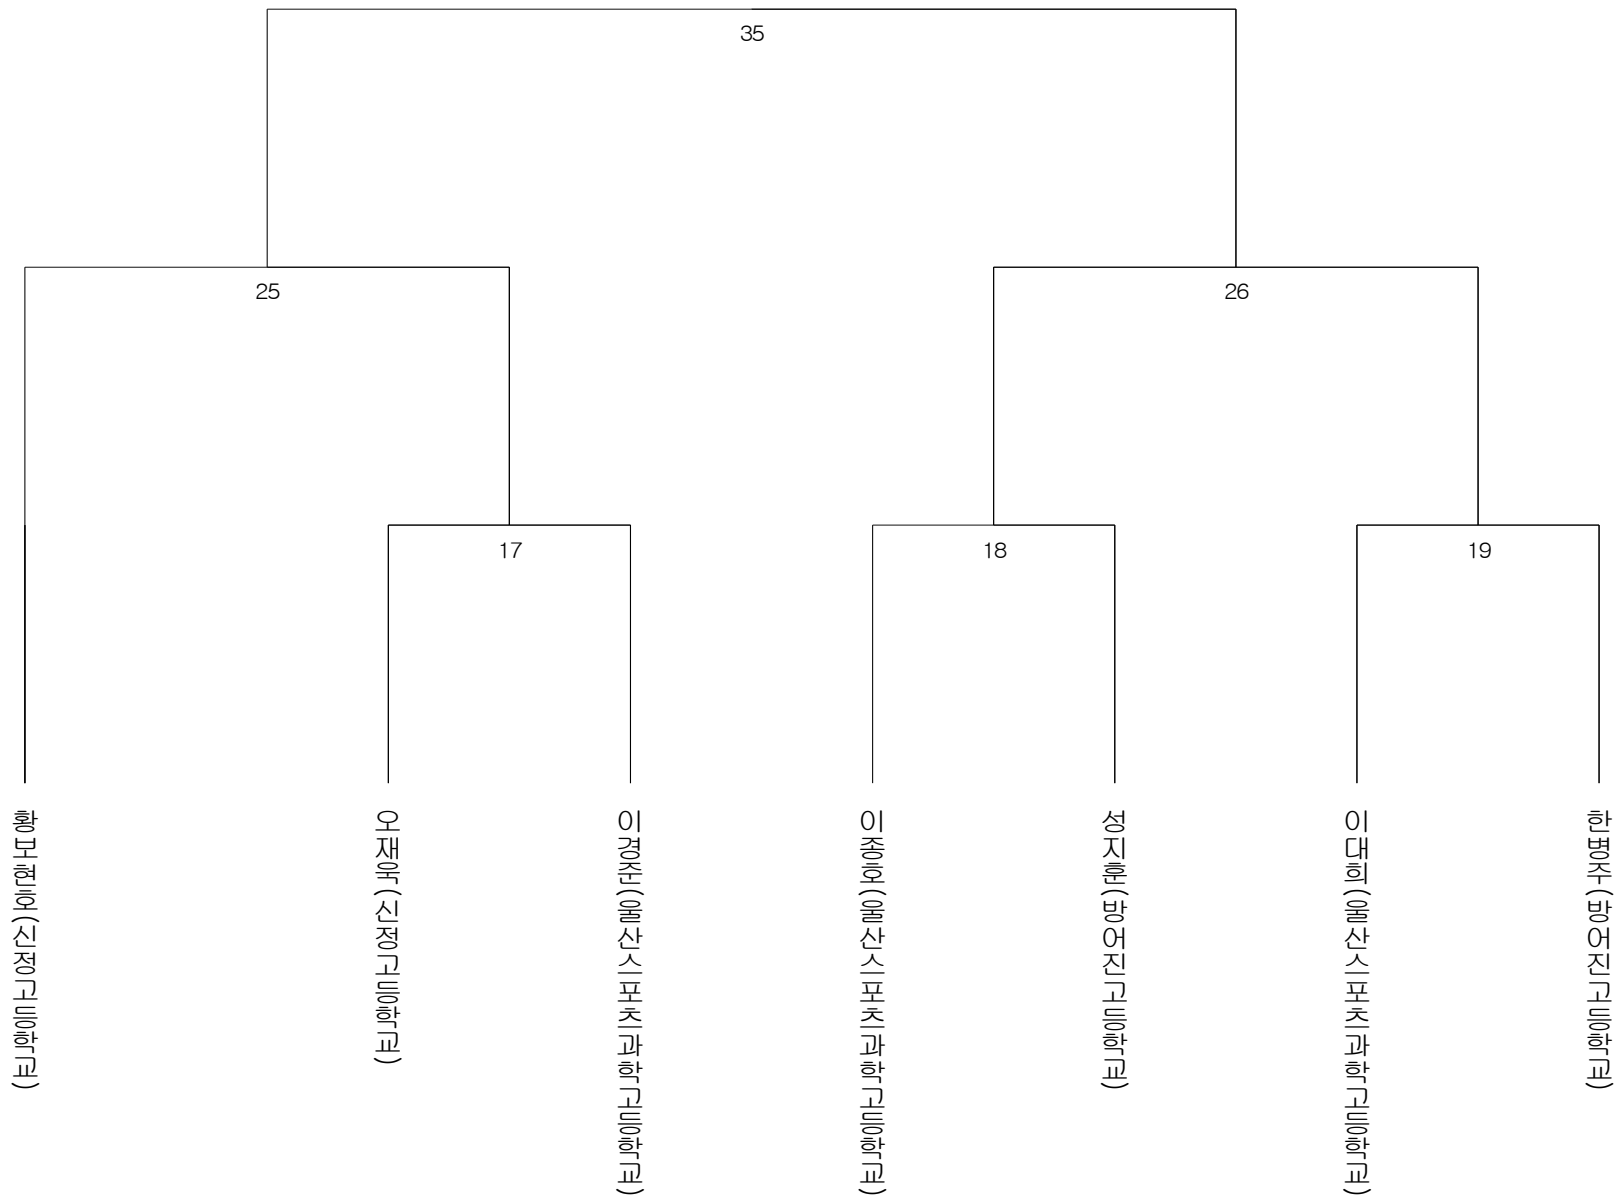 35
25
26
17
18
19
황보현호(신정고등학교)
오재욱(신정고등학교)
이경준(울산스포츠과학고등학교)
이종호(울산스포츠과학고등학교)
성지훈(방어진고등학교)
이대희(울산스포츠과학고등학교)
한병주(방어진고등학교)